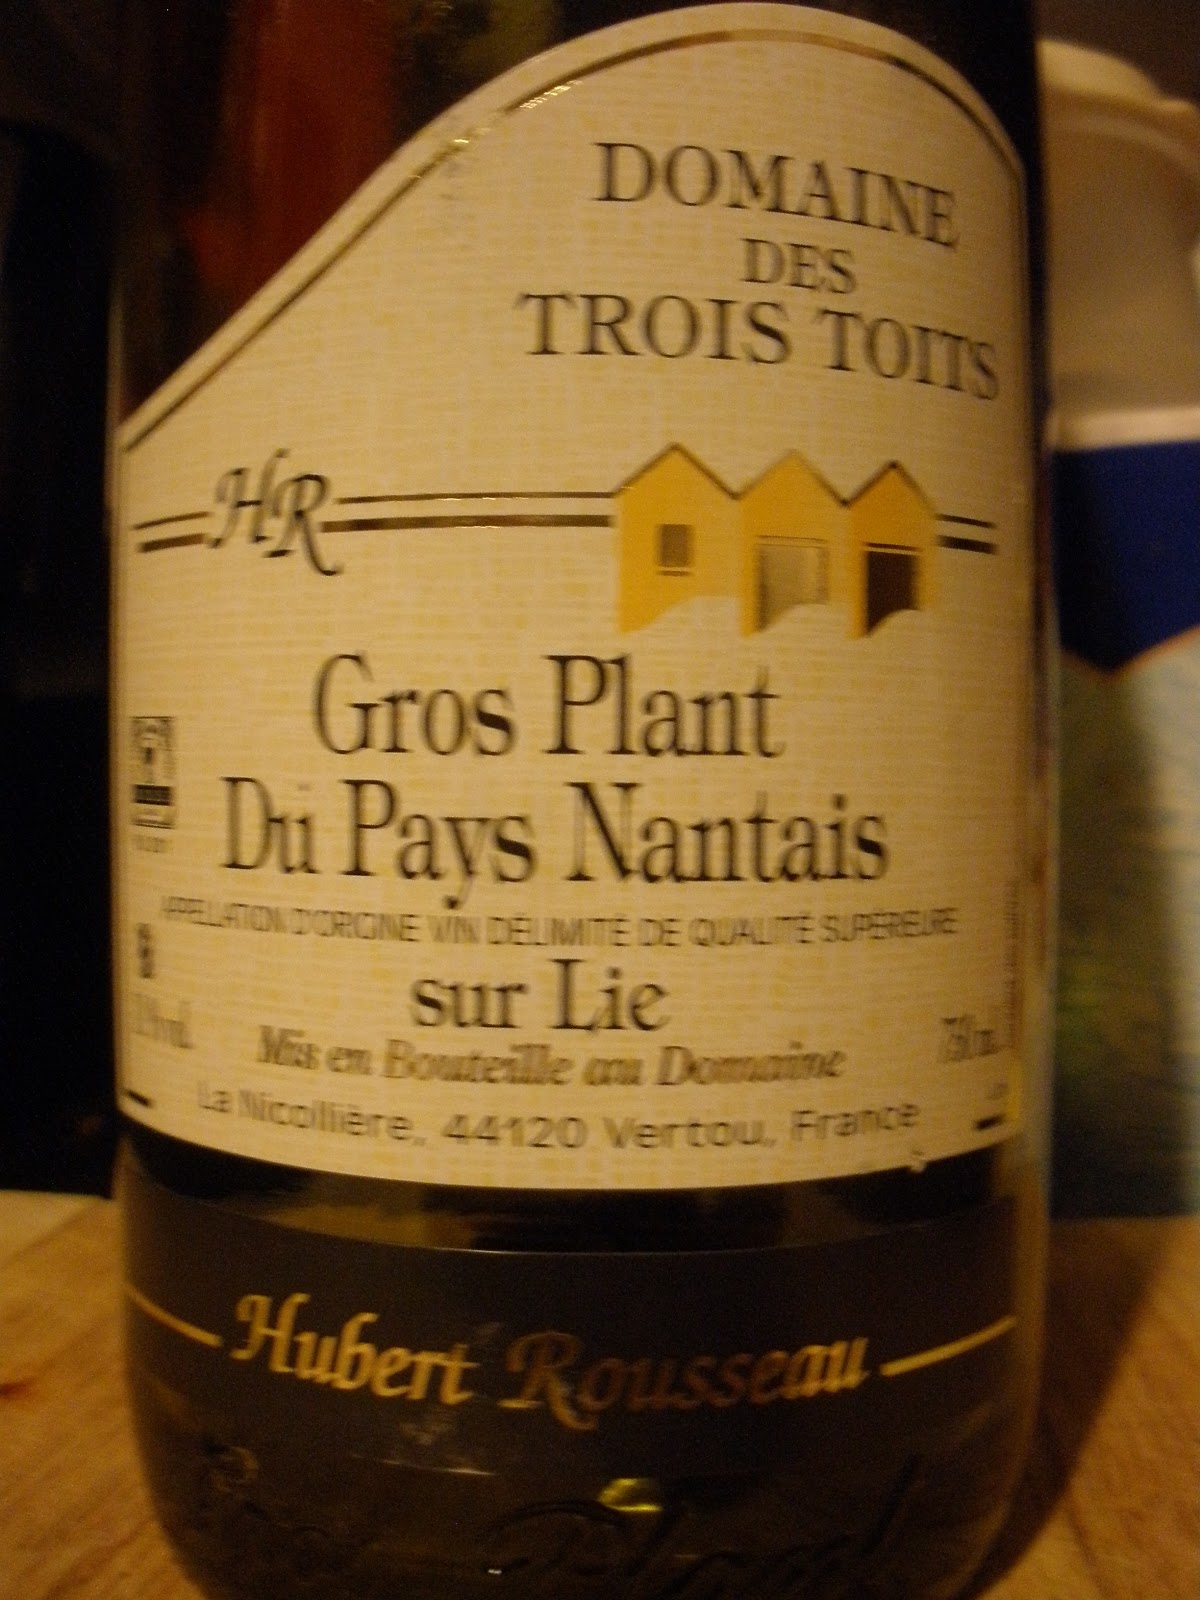 DOMAINE
DES
TROIS TOITS
HR
Gros Plant
Du Pays Nantais
APPELLATION D'ORIGINE VIN DÉLIMITÉ DE QUALITÉ SUPÉRIEURE
sur Lie
Mis en Bouteille au Domaine
La Nicollière, 44120 Vertou, France
Hubert Rousseau